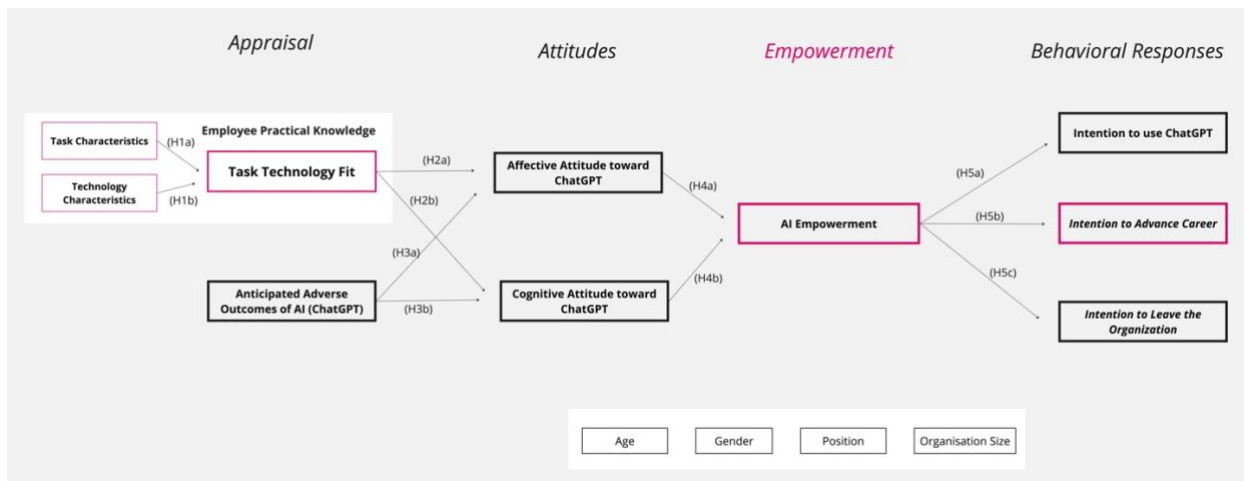 Appraisal
Attitudes
Empowerment
Behavioral Responses
Task Characteristics
(H1a)
Employee Practical Knowledge
Task Technology Fit
Technology
Characteristics
(H1b)
(H2a)
(H2b)
Affective Attitude toward
ChatGPT
(H4a)
Intention to use ChatGPT
(H5a)
AI Empowerment
(H5b)
Intention to Advance Career
(H3a)
Anticipated Adverse
Outcomes of AI (ChatGPT)
(H3b)
Cognitive Attitude toward
ChatGPT
(H4b)
(H5c)
Intention to Leave the
Organization
Age
Gender
Position
Organisation Size